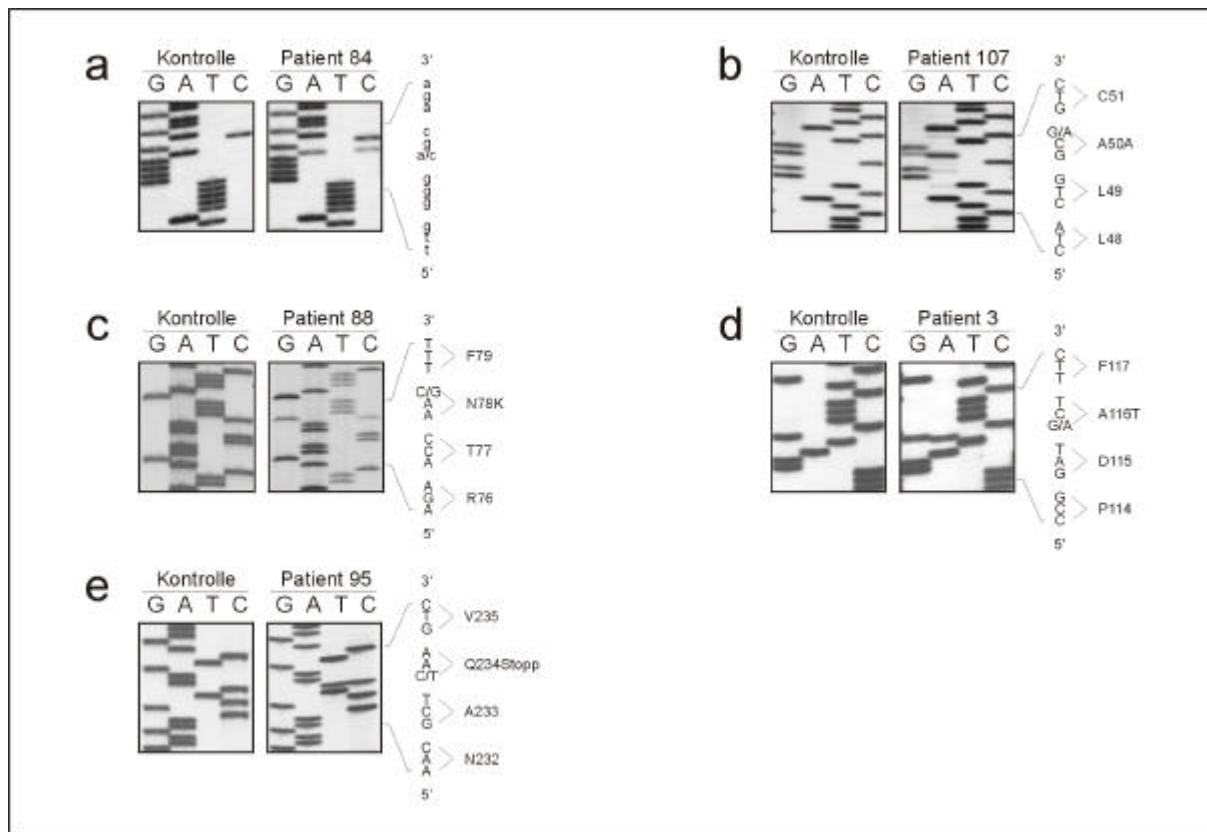 a
Kontrolle Patient 84
G A T C G A T C
3'
a
g
a
c
g
a/c
g
g
g
g
t
t
5'
b
Kontrolle Patient 107
G A T C G A T C
3'
C
T
G
C51
G/A
C
G
A50A
G
T
C
L49
A
T
C
L48
5'
c
Kontrolle Patient 88
G A T C G A T C
3'
T
T
T
F79
C/G
A
A
N78K
C
C
A
T77
A
G
A
R76
5'
d
Kontrolle Patient 3
G A T C G A T C
3'
C
T
T
F117
T
C
G/A
A116T
T
A
G
D115
G
C
C
P114
5'
e
Kontrolle Patient 95
G A T C G A T C
3'
C
T
G
V235
A
A
C/T
Q234Stopp
T
C
G
A233
C
A
A
N232
5'